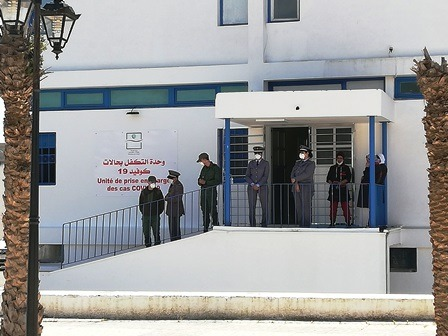 وحدة التكفل بحالات
كوفيد 19
Unité de prise en charge
des cas COVID